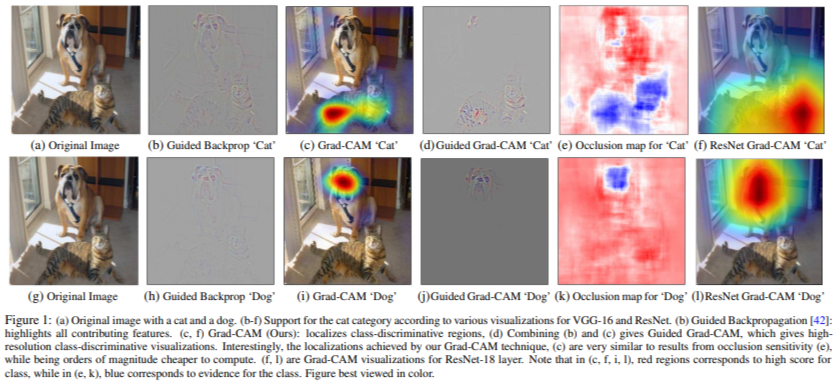 (a) Original Image (b) Guided Backprop ‘Cat’ (c) Grad-CAM ‘Cat’ (d)Guided Grad-CAM ‘Cat’ (e) Occlusion map for ‘Cat’ (f) ResNet Grad-CAM ‘Cat’
(g) Original Image (h) Guided Backprop ‘Dog’ (i) Grad-CAM ‘Dog’ (j)Guided Grad-CAM ‘Dog’ (k) Occlusion map for ‘Dog’ (l)ResNet Grad-CAM ‘Dog’
Figure 1: (a) Original image with a cat and a dog. (b-f) Support for the cat category according to various visualizations for VGG-16 and ResNet. (b) Guided Backpropagation [42]:
highlights all contributing features. (c, f) Grad-CAM (Ours): localizes class-discriminative regions, (d) Combining (b) and (c) gives Guided Grad-CAM, which gives high-
resolution class-discriminative visualizations. Interestingly, the localizations achieved by our Grad-CAM technique, (c) are very similar to results from occlusion sensitivity (e),
while being orders of magnitude cheaper to compute. (f, l) are Grad-CAM visualizations for ResNet-18 layer. Note that in (c, f, i, l), red regions corresponds to high score for
class, while in (e, k), blue corresponds to evidence for the class. Figure best viewed in color.